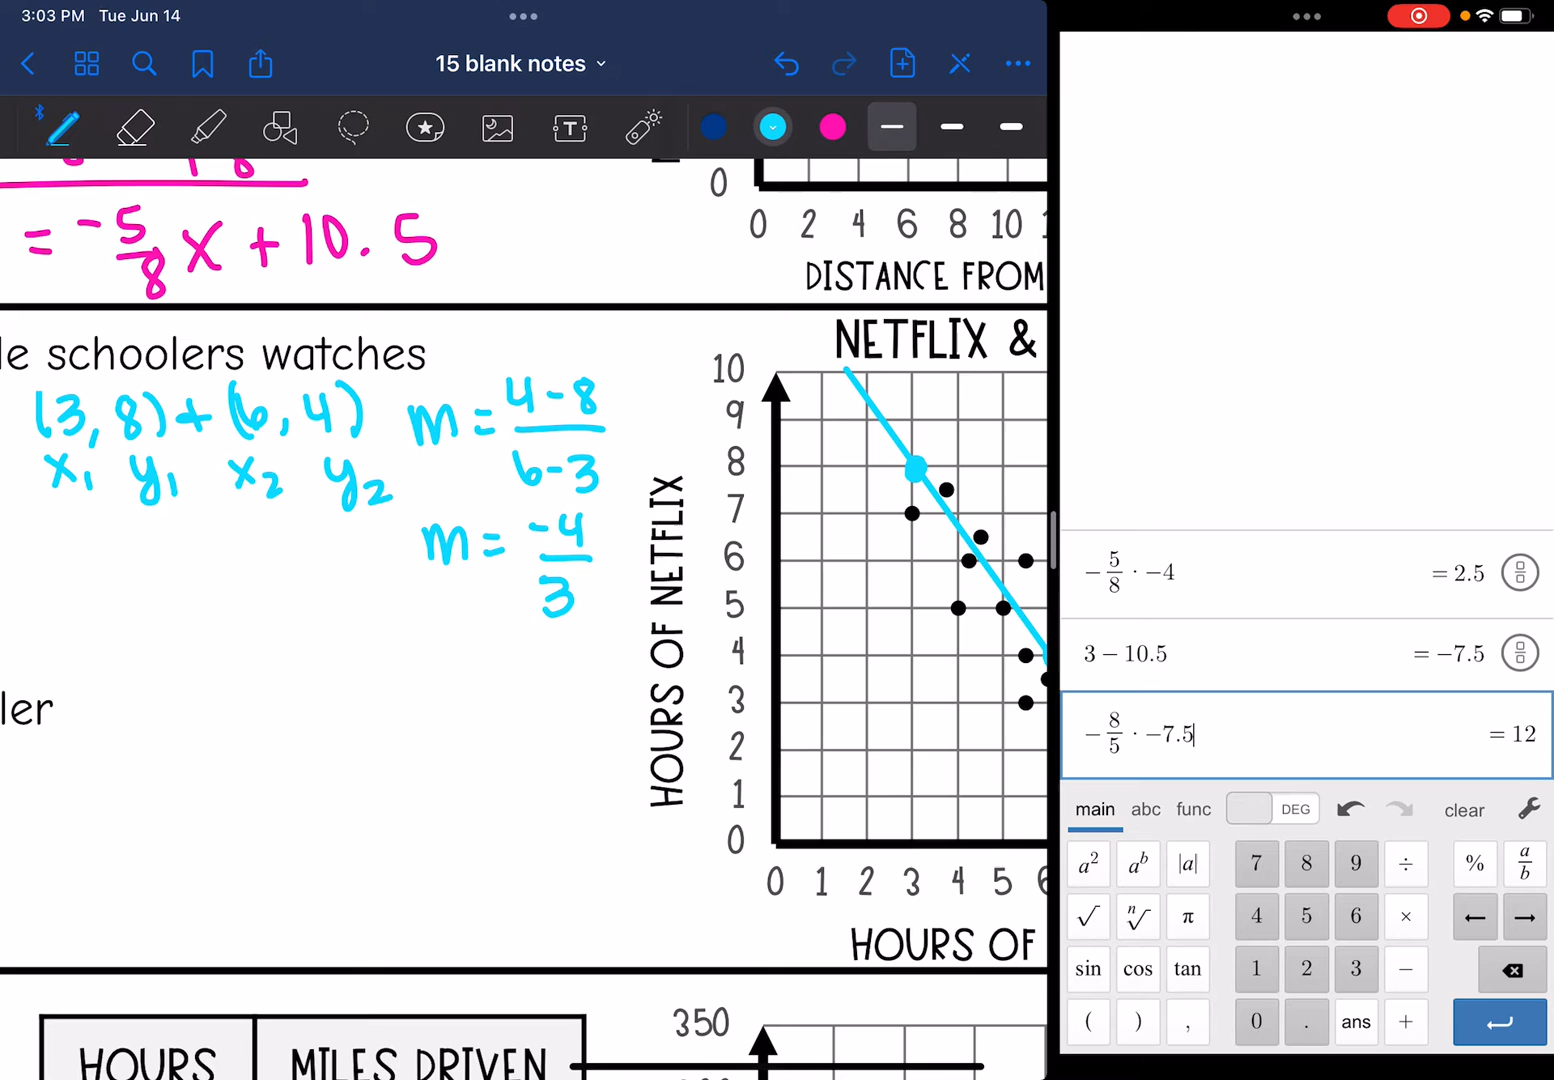 3:03 PM Tue Jun 14
15 blank notes
T
= -5/8 x + 10.5
0
0 2 4 6 8 10 1
DISTANCE FROM
le schoolers watches
(3, 8) + (6, 4)
x₁ y₁ x₂ y₂
m = 4-8/6-3
m = -4/3
ler
NETFLIX &
HOURS OF NETFLIX
10
9
8
7
6
5
4
3
2
1
0
0 1 2 3 4 5 6
HOURS OF
HOURS MILES DRIVEN
350
-5/8 · -4 = 2.5
3 - 10.5 = -7.5
-8/5 · -7.5 = 12
main abc func DEG clear
a² aᵇ |a| 7 8 9 ÷ % a/b
√ ⁿ√ π 4 5 6 × ← →
sin cos tan 1 2 3 −
( ) , 0 . ans +